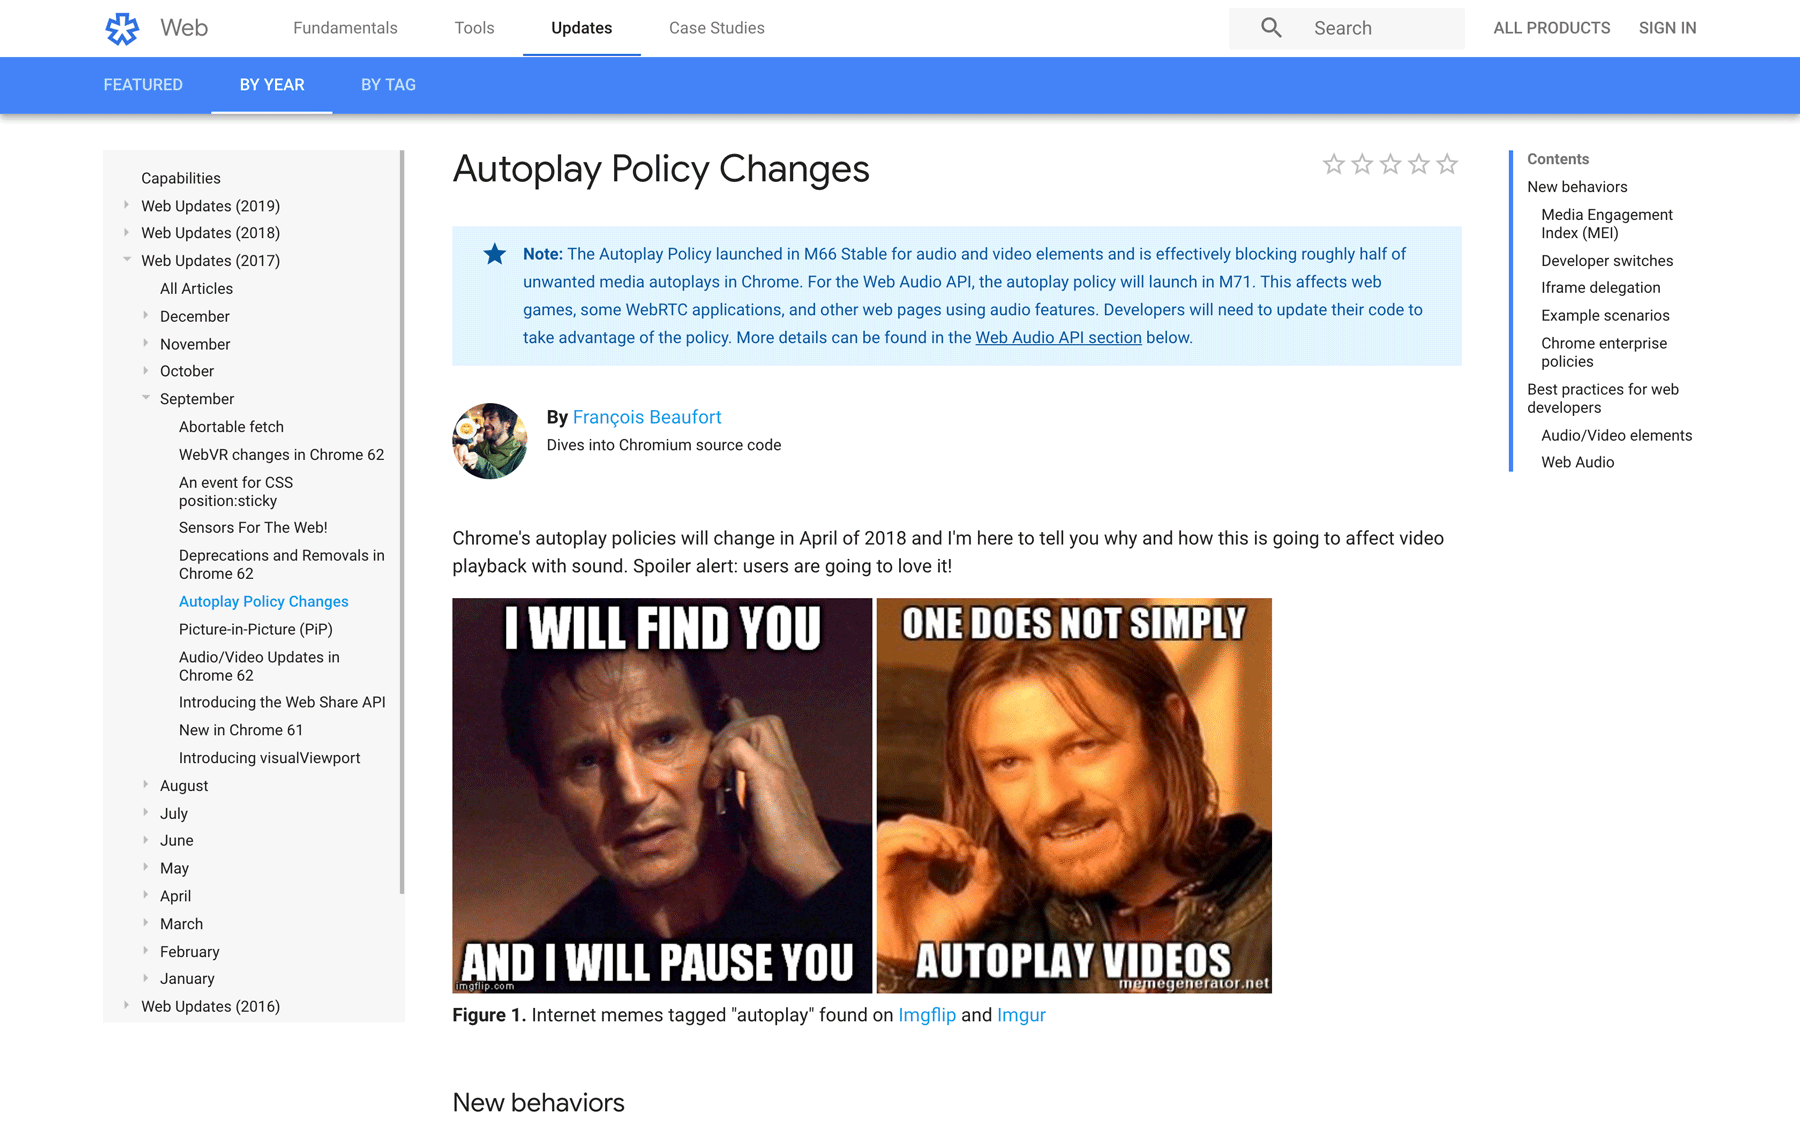 Web
Fundamentals
Tools
Updates
Case Studies
Search
ALL PRODUCTS
SIGN IN
FEATURED
BY YEAR
BY TAG
Capabilities
Web Updates (2019)
Web Updates (2018)
Web Updates (2017)
All Articles
December
November
October
September
Abortable fetch
WebVR changes in Chrome 62
An event for CSS
position:sticky
Sensors For The Web!
Deprecations and Removals in
Chrome 62
Autoplay Policy Changes
Picture-in-Picture (PiP)
Audio/Video Updates in
Chrome 62
Introducing the Web Share API
New in Chrome 61
Introducing visualViewport
August
July
June
May
April
March
February
January
Web Updates (2016)
Autoplay Policy Changes
Note: The Autoplay Policy launched in M66 Stable for audio and video elements and is effectively blocking roughly half of
unwanted media autoplays in Chrome. For the Web Audio API, the autoplay policy will launch in M71. This affects web
games, some WebRTC applications, and other web pages using audio features. Developers will need to update their code to
take advantage of the policy. More details can be found in the Web Audio API section below.
By François Beaufort
Dives into Chromium source code
Chrome's autoplay policies will change in April of 2018 and I'm here to tell you why and how this is going to affect video
playback with sound. Spoiler alert: users are going to love it!
I WILL FIND YOU
AND I WILL PAUSE YOU
imgflip.com
ONE DOES NOT SIMPLY
AUTOPLAY VIDEOS
memegenerator.net
Figure 1. Internet memes tagged "autoplay" found on Imgflip and Imgur
New behaviors
Contents
New behaviors
Media Engagement
Index (MEI)
Developer switches
Iframe delegation
Example scenarios
Chrome enterprise
policies
Best practices for web
developers
Audio/Video elements
Web Audio